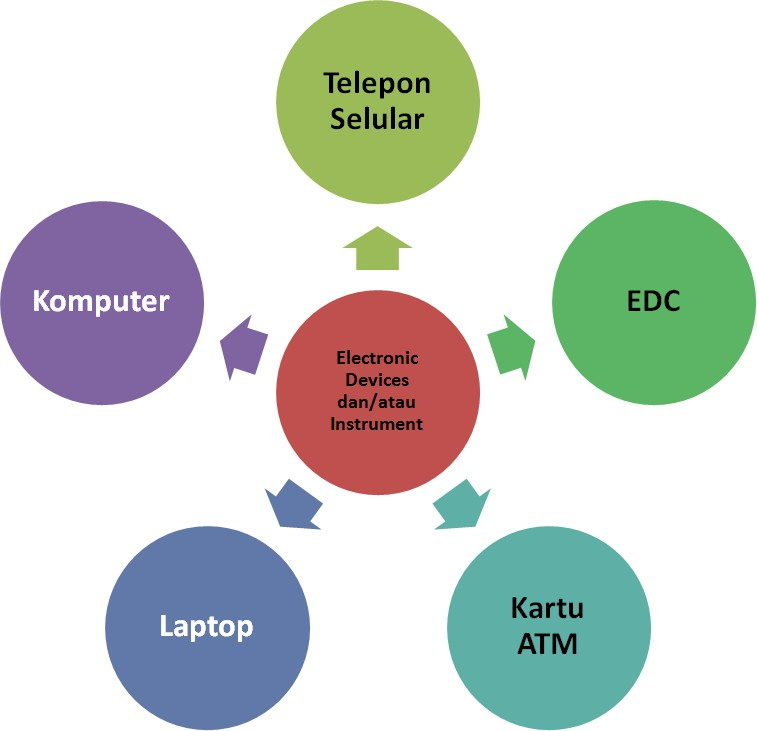 Telepon
Selular
Komputer
EDC
Electronic
Devices
dan/atau
Instrument
Laptop
Kartu
ATM